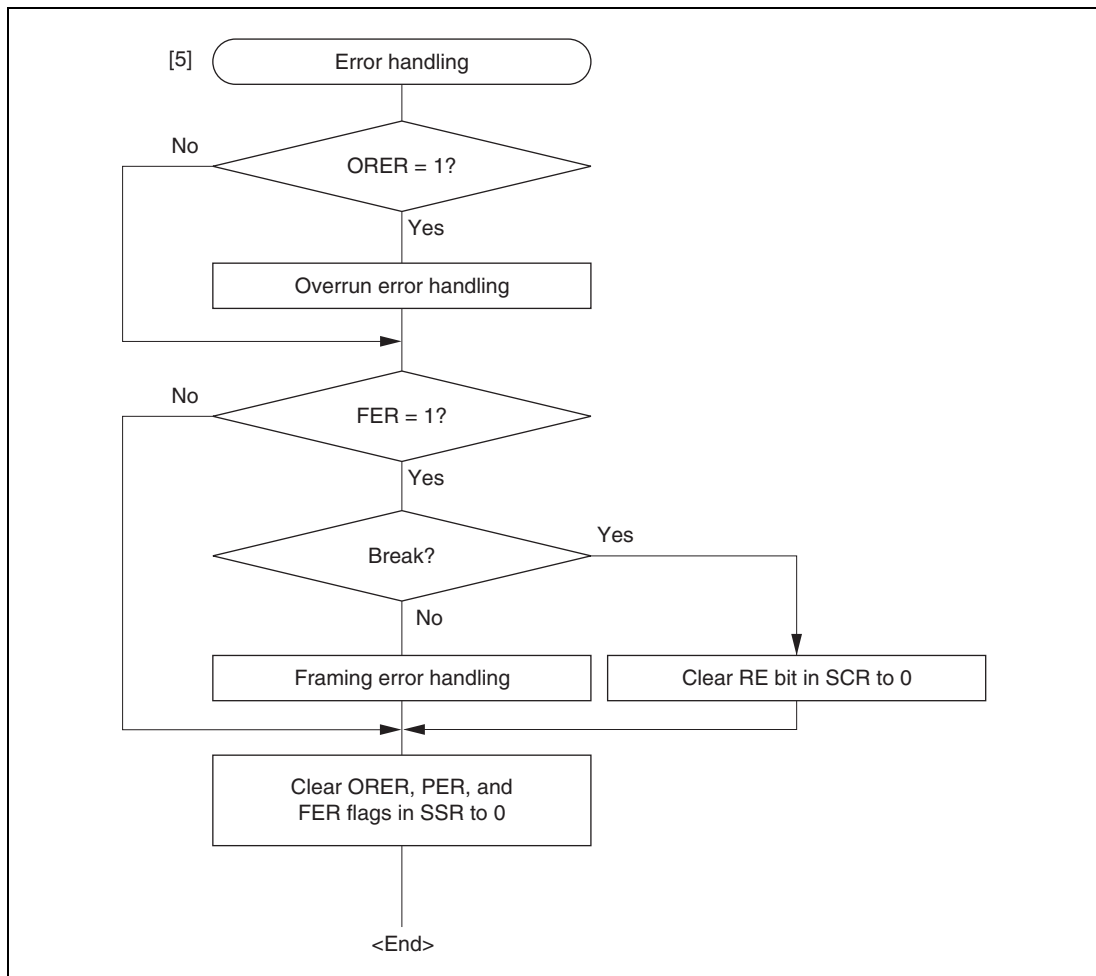 [5] Error handling
No
ORER = 1?
Yes
Overrun error handling
No
FER = 1?
Yes
Break?
Yes
No
Framing error handling
Clear RE bit in SCR to 0
Clear ORER, PER, and
FER flags in SSR to 0
<End>